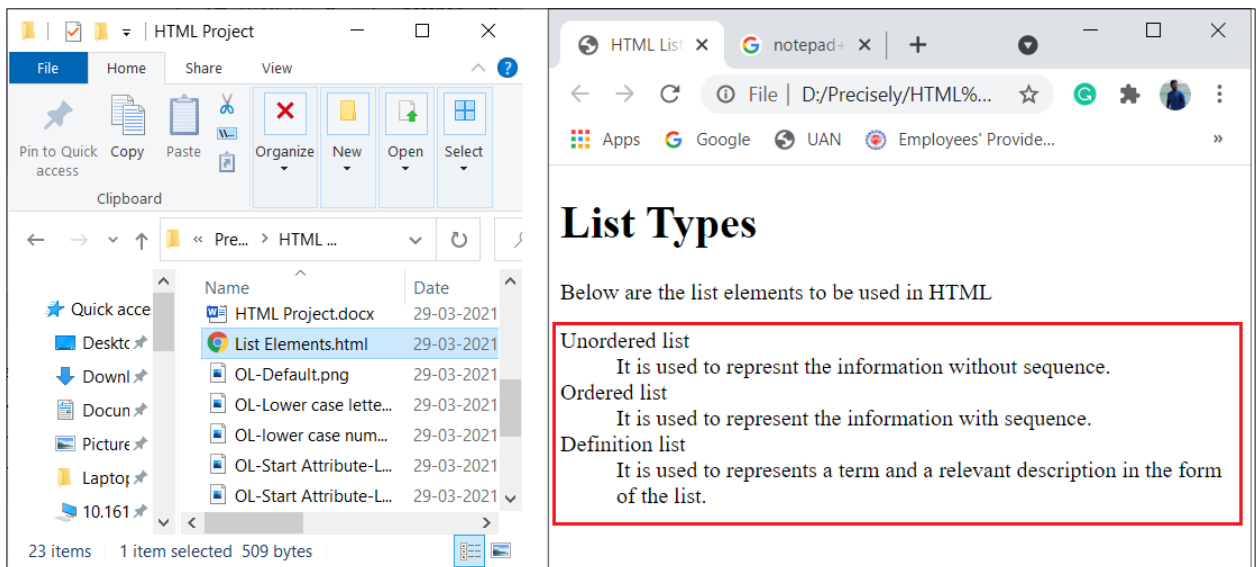 HTML Project
File Home Share View
Pin to Quick access
Copy
Paste
Organize
New
Open
Select
Clipboard
« Pre... > HTML ...
Name Date
Quick acce
Deskto
Downl
Docun
Picture
Laptop
10.161
HTML Project.docx 29-03-2021
List Elements.html 29-03-2021
OL-Default.png 29-03-2021
OL-Lower case lette... 29-03-2021
OL-lower case num... 29-03-2021
OL-Start Attribute-L... 29-03-2021
OL-Start Attribute-L... 29-03-2021
23 items 1 item selected 509 bytes
HTML List notepad+
File | D:/Precisely/HTML%...
Apps Google UAN Employees' Provide... »
List Types
Below are the list elements to be used in HTML
Unordered list
It is used to represnt the information without sequence.
Ordered list
It is used to represent the information with sequence.
Definition list
It is used to represents a term and a relevant description in the form
of the list.